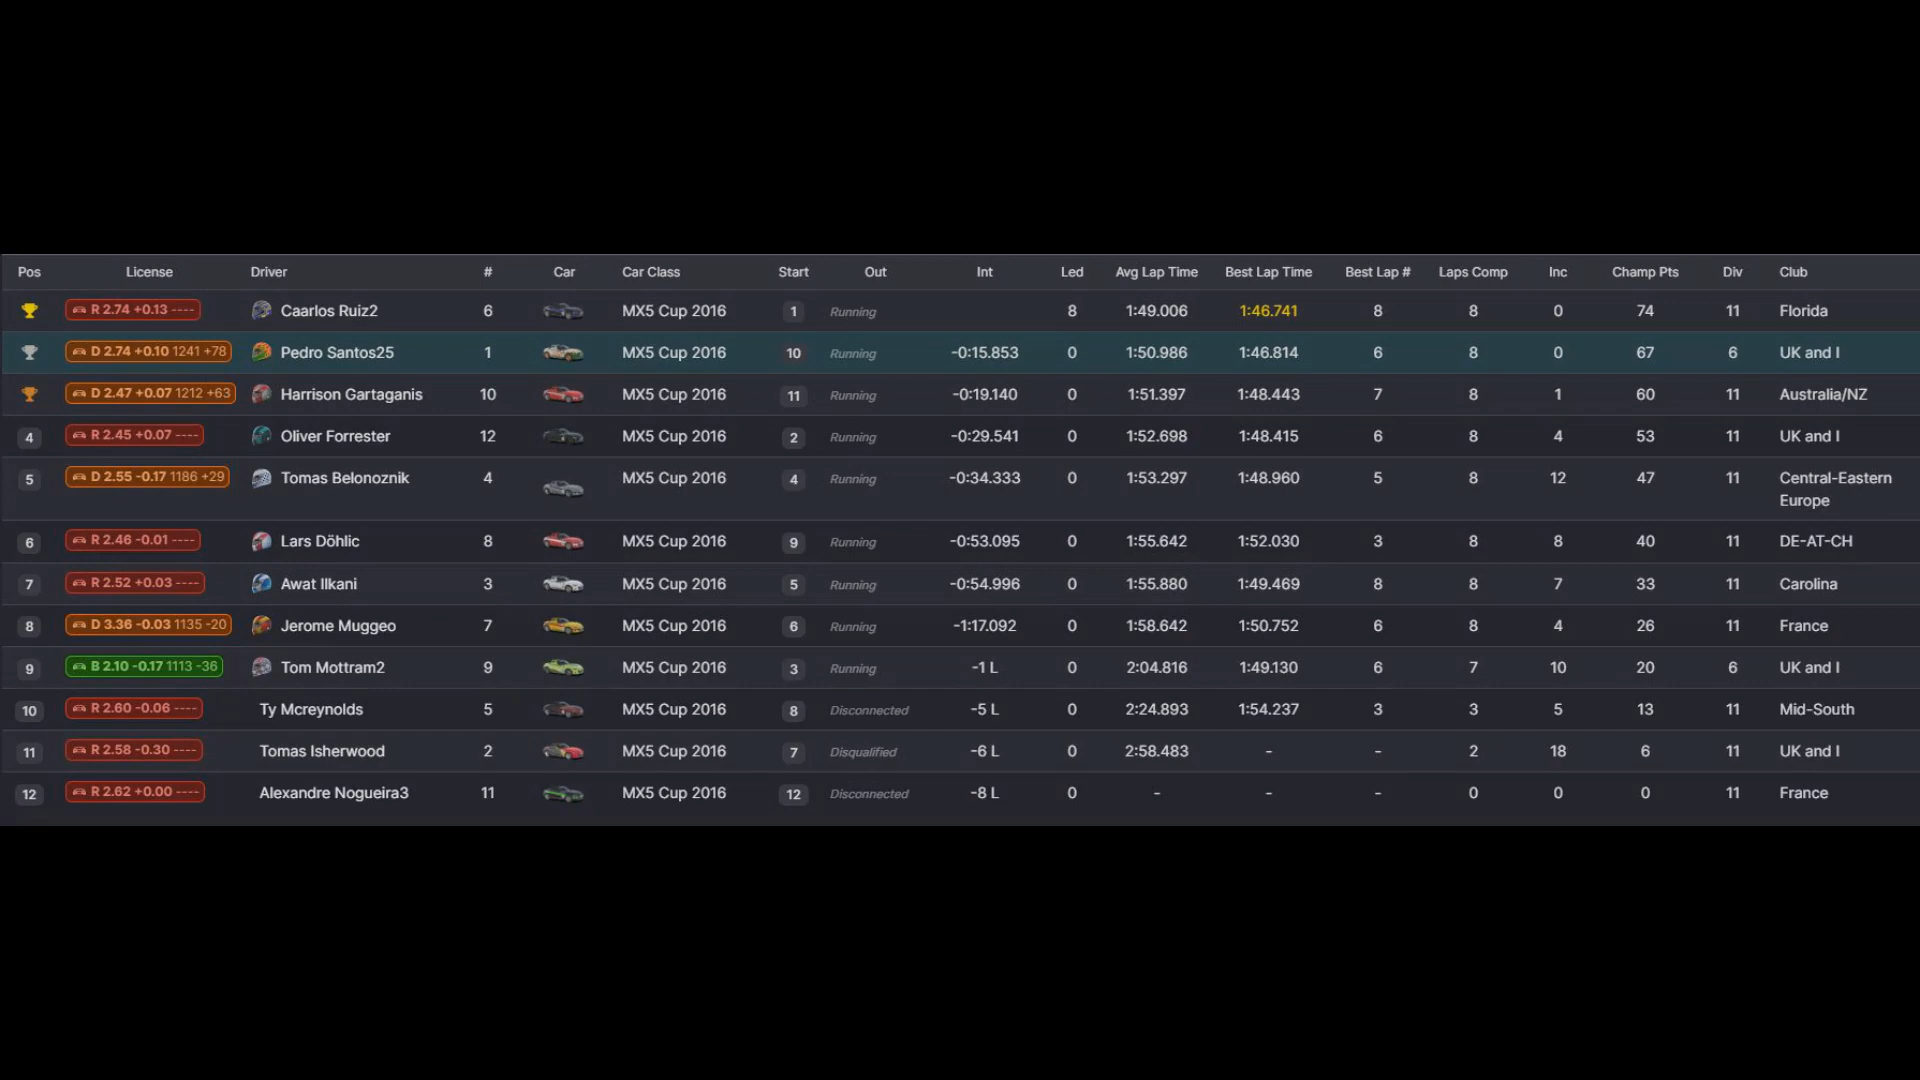 Pos License Driver # Car Car Class Start Out Int Led Avg Lap Time Best Lap Time Best Lap # Laps Comp Inc Champ Pts Div Club
R 2.74 +0.13 ---- Caarlos Ruiz2 6 MX5 Cup 2016 1 Running 8 1:49.006 1:46.741 8 8 0 74 11 Florida
D 2.74 +0.10 1241 +78 Pedro Santos25 1 MX5 Cup 2016 10 Running -0:15.853 0 1:50.986 1:46.814 6 8 0 67 6 UK and I
D 2.47 +0.07 1212 +63 Harrison Gartaganis 10 MX5 Cup 2016 11 Running -0:19.140 0 1:51.397 1:48.443 7 8 1 60 11 Australia/NZ
4 R 2.45 +0.07 ---- Oliver Forrester 12 MX5 Cup 2016 2 Running -0:29.541 0 1:52.698 1:48.415 6 8 4 53 11 UK and I
5 D 2.55 -0.17 1186 +29 Tomas Belonoznik 4 MX5 Cup 2016 4 Running -0:34.333 0 1:53.297 1:48.960 5 8 12 47 11 Central-Eastern
Europe
6 R 2.46 -0.01 ---- Lars Döhlic 8 MX5 Cup 2016 9 Running -0:53.095 0 1:55.642 1:52.030 3 8 8 40 11 DE-AT-CH
7 R 2.52 +0.03 ---- Awat Ilkani 3 MX5 Cup 2016 5 Running -0:54.996 0 1:55.880 1:49.469 8 8 7 33 11 Carolina
8 D 3.36 -0.03 1135 -20 Jerome Muggeo 7 MX5 Cup 2016 6 Running -1:17.092 0 1:58.642 1:50.752 6 8 4 26 11 France
9 B 2.10 -0.17 1113 -36 Tom Mottram2 9 MX5 Cup 2016 3 Running -1 L 0 2:04.816 1:49.130 6 7 10 20 6 UK and I
10 R 2.60 -0.06 ---- Ty Mcreynolds 5 MX5 Cup 2016 8 Disconnected -5 L 0 2:24.893 1:54.237 3 3 5 13 11 Mid-South
11 R 2.58 -0.30 ---- Tomas Isherwood 2 MX5 Cup 2016 7 Disqualified -6 L 0 2:58.483 - - 2 18 6 11 UK and I
12 R 2.62 +0.00 ---- Alexandre Nogueira3 11 MX5 Cup 2016 12 Disconnected -8 L 0 - - - 0 0 0 11 France